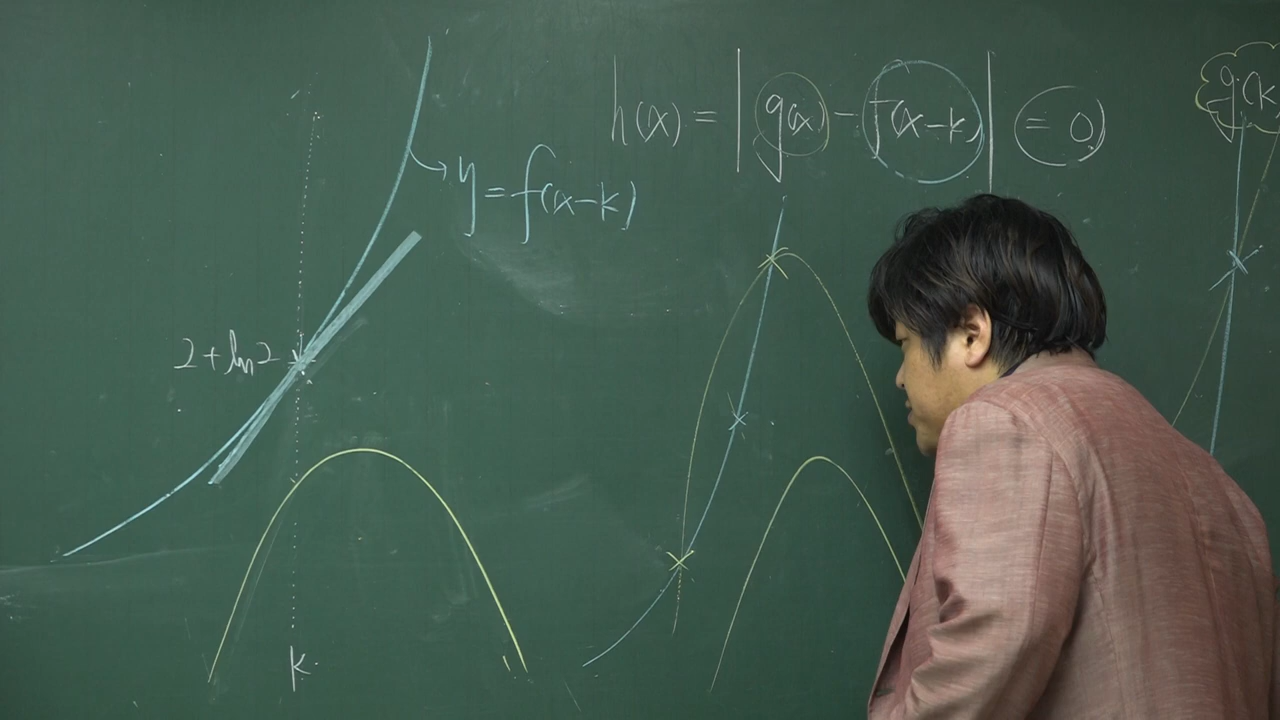 h(x) = | g(x) - f(x-k) | (= 0)
g(k
y = f(x-k)
2+ln2
k